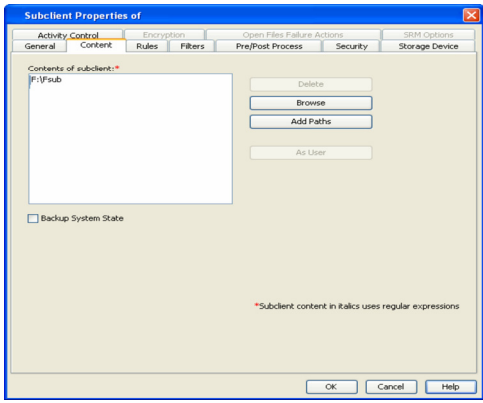 Subclient Properties of
Activity Control Encryption Open Files Failure Actions SRM Options
General Content Rules Filters Pre/Post Process Security Storage Device
Contents of subclient:*
F:\Fsub
Delete
Browse
Add Paths
As User
Backup System State
*Subclient content in italics uses regular expressions
OK Cancel Help